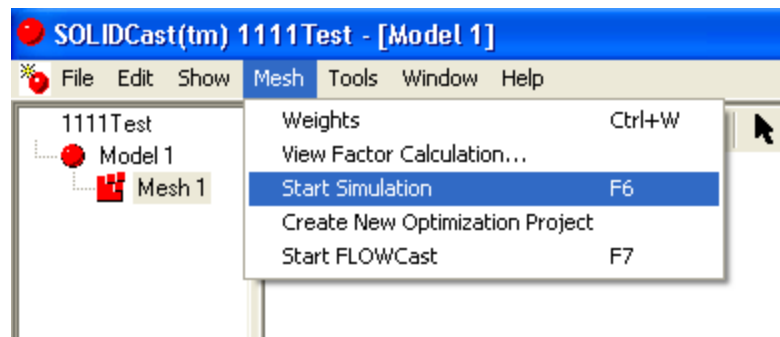 SOLIDCast(tm) 1111Test - [Model 1]
File Edit Show Mesh Tools Window Help
1111Test
Model 1
Mesh 1
Weights Ctrl+W
View Factor Calculation...
Start Simulation F6
Create New Optimization Project
Start FLOWCast F7